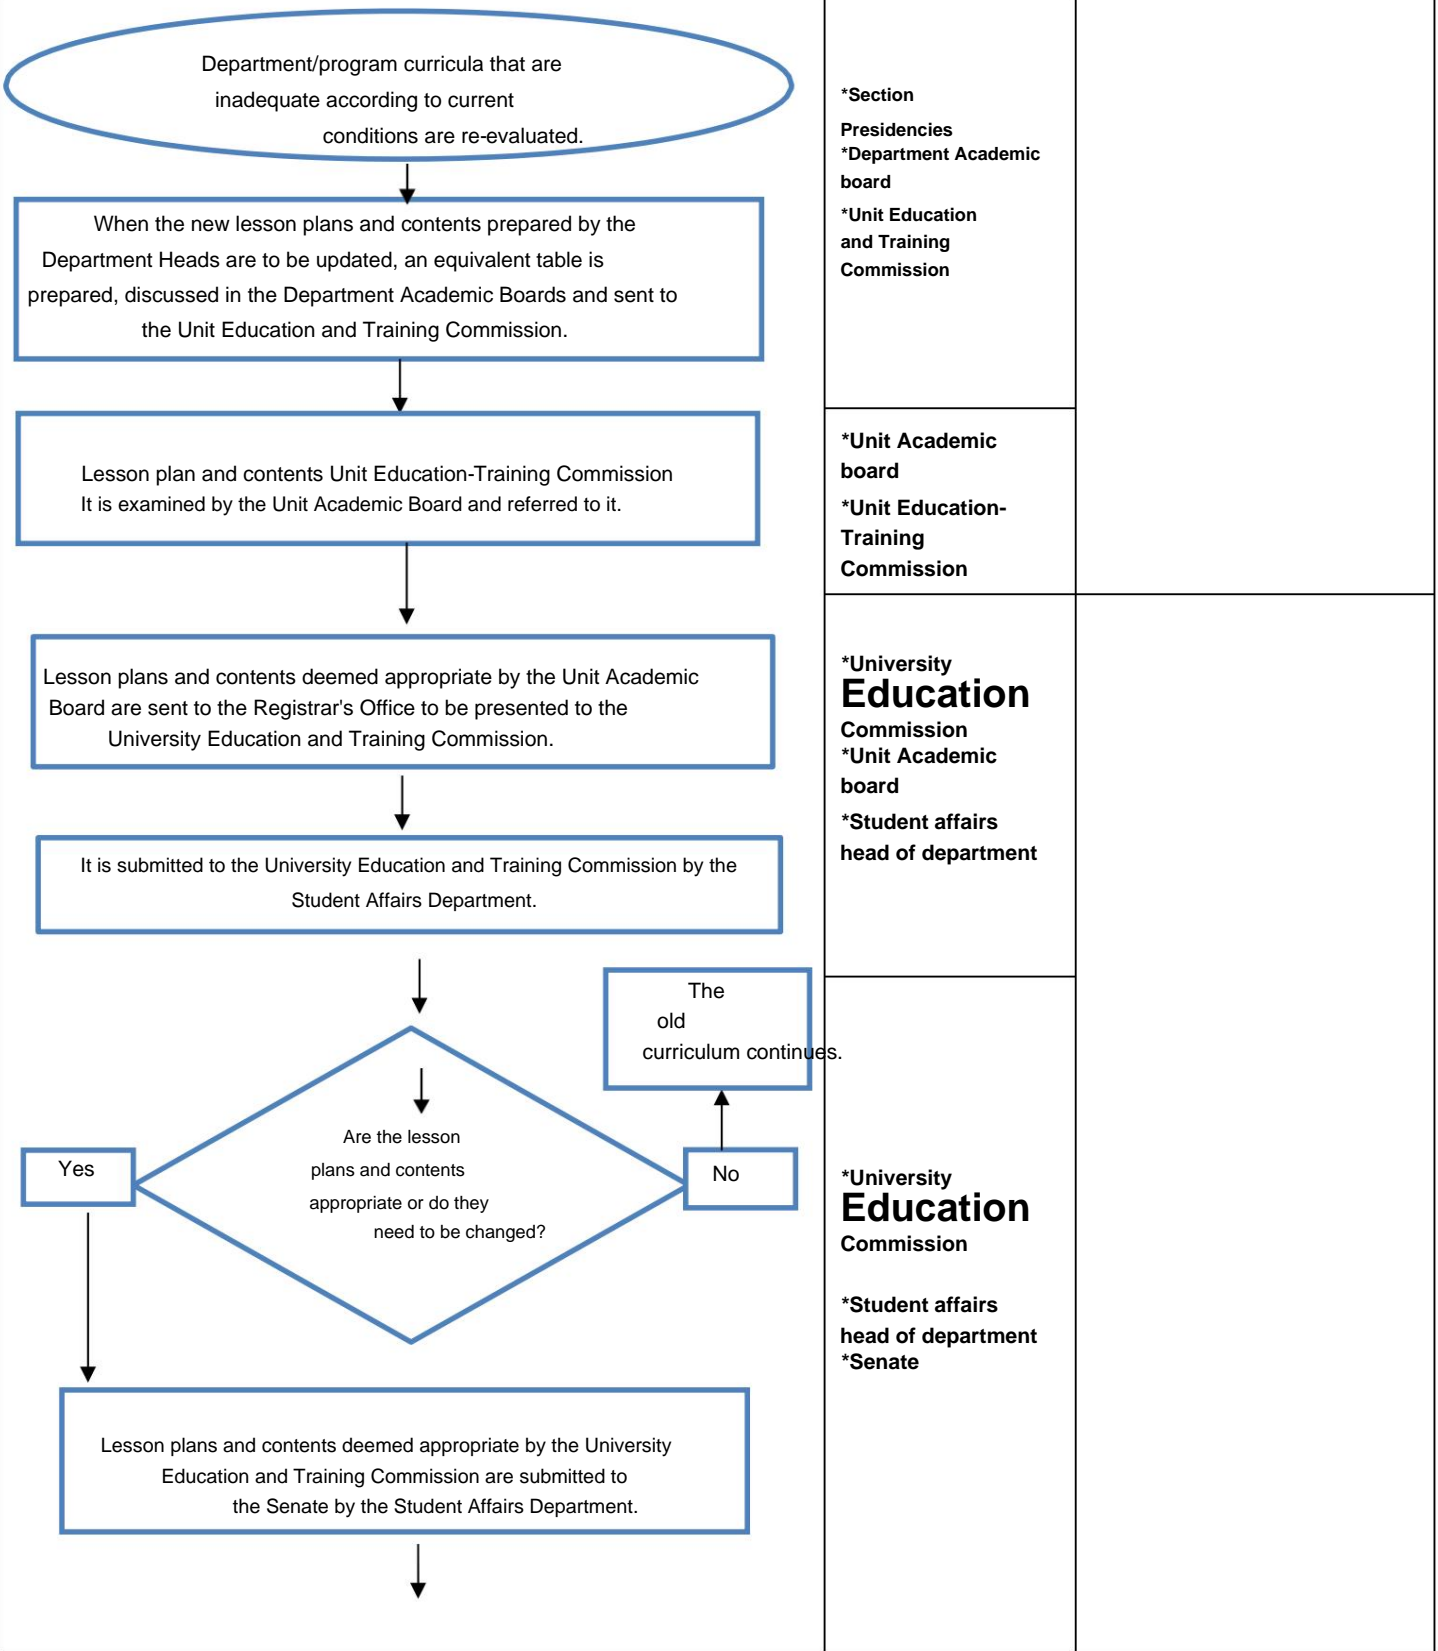 Department/program curricula that are
inadequate according to current
conditions are re-evaluated.
When the new lesson plans and contents prepared by the
Department Heads are to be updated, an equivalent table is
prepared, discussed in the Department Academic Boards and sent to
the Unit Education and Training Commission.
*Section
Presidencies
*Department Academic
board
*Unit Education
and Training
Commission
Lesson plan and contents Unit Education-Training Commission
It is examined by the Unit Academic Board and referred to it.
*Unit Academic
board
*Unit Education-
Training
Commission
Lesson plans and contents deemed appropriate by the Unit Academic
Board are sent to the Registrar's Office to be presented to the
University Education and Training Commission.
It is submitted to the University Education and Training Commission by the
Student Affairs Department.
*University
Education
Commission
*Unit Academic
board
*Student affairs
head of department
The
old
curriculum continues.
Are the lesson
plans and contents
appropriate or do they
need to be changed?
Yes
No
Lesson plans and contents deemed appropriate by the University
Education and Training Commission are submitted to
the Senate by the Student Affairs Department.
*University
Education
Commission
*Student affairs
head of department
*Senate